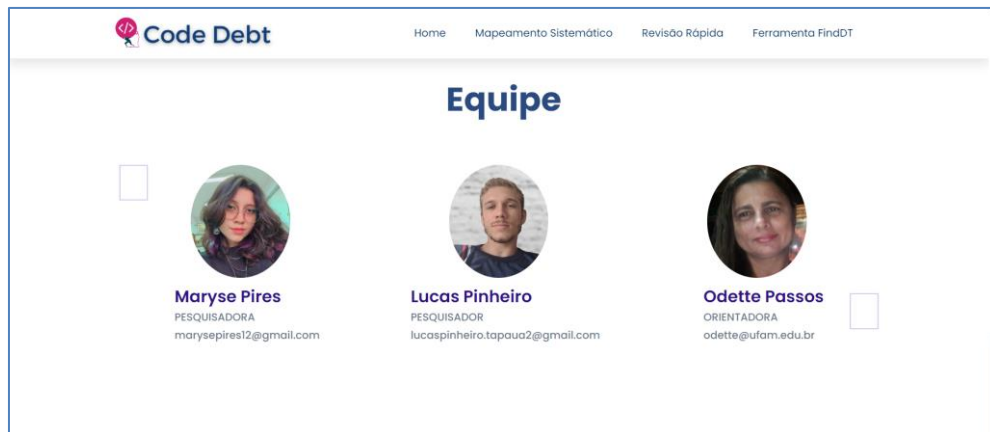 Code Debt
Home Mapeamento Sistemático Revisão Rápida Ferramenta FindDT
Equipe
Maryse Pires
PESQUISADORA
marysepires12@gmail.com
Lucas Pinheiro
PESQUISADOR
lucaspinheiro.tapaua2@gmail.com
Odette Passos
ORIENTADORA
odette@ufam.edu.br